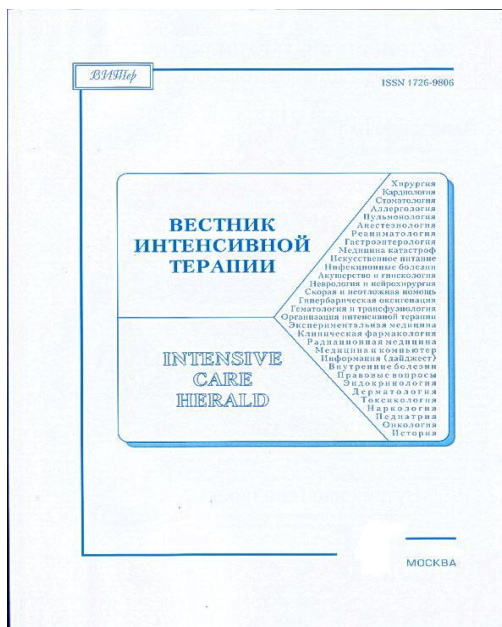 ВИТер
ISSN 1726-9806
ВЕСТНИК
ИНТЕНСИВНОЙ
ТЕРАПИИ
INTENSIVE
CARE
HERALD
Хирургия
Кардиология
Стоматология
Аллергология
Пульмонология
Анестезиология
Реаниматология
Гастроэнтерология
Медицина катастроф
Искусственное питание
Инфекционные болезни
Акушерство и гинекология
Неврология и нейрохирургия
Скорая и неотложная помощь
Гипербарическая оксигенация
Гематология и трансфузиология
Организация интенсивной терапии
Экспериментальная медицина
Клиническая фармакология
Радиационная медицина
Медицина и компьютер
Информация (дайджест)
Внутренние болезни
Правовые вопросы
Эндокринология
Дерматология
Токсикология
Наркология
Педиатрия
Онкология
История
МОСКВА